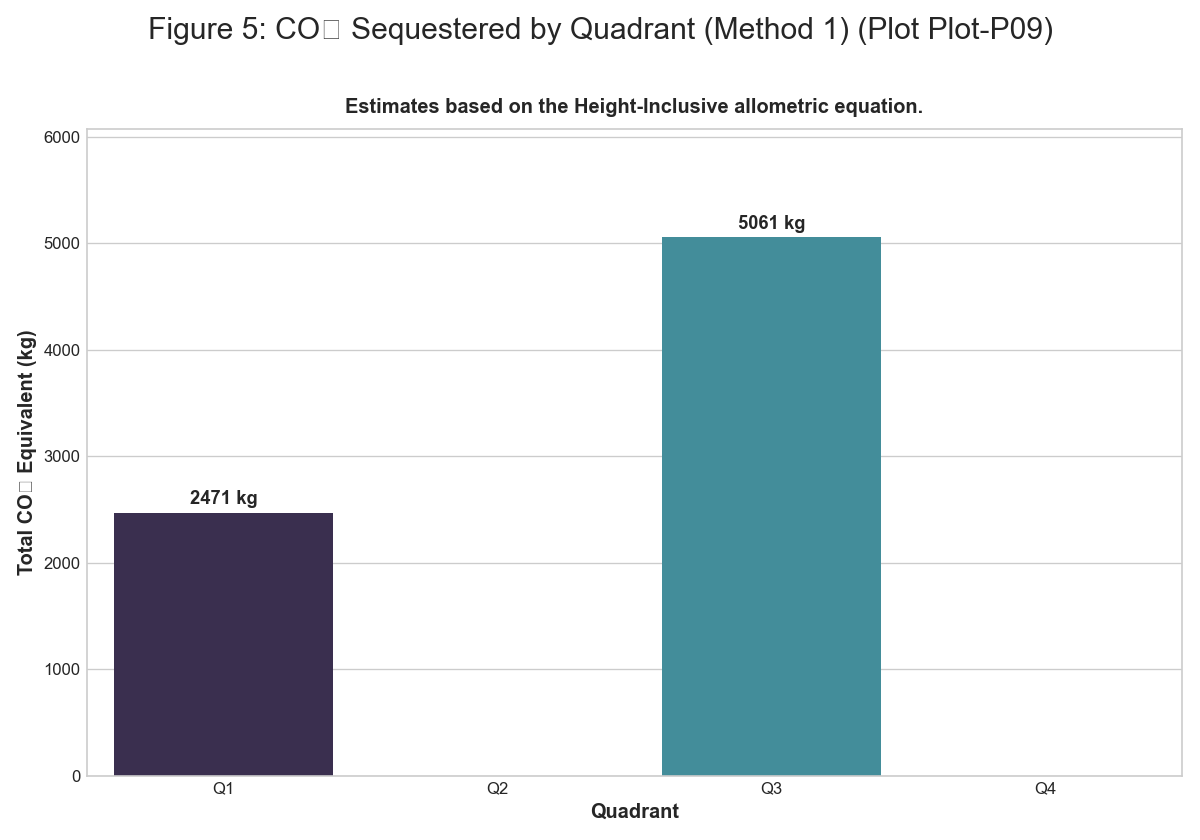 Figure 5: CO□ Sequestered by Quadrant (Method 1) (Plot Plot-P09)
Estimates based on the Height-Inclusive allometric equation.
Total CO□ Equivalent (kg)
6000
5000
4000
3000
2000
1000
0
5061 kg
2471 kg
Q1
Q2
Q3
Q4
Quadrant